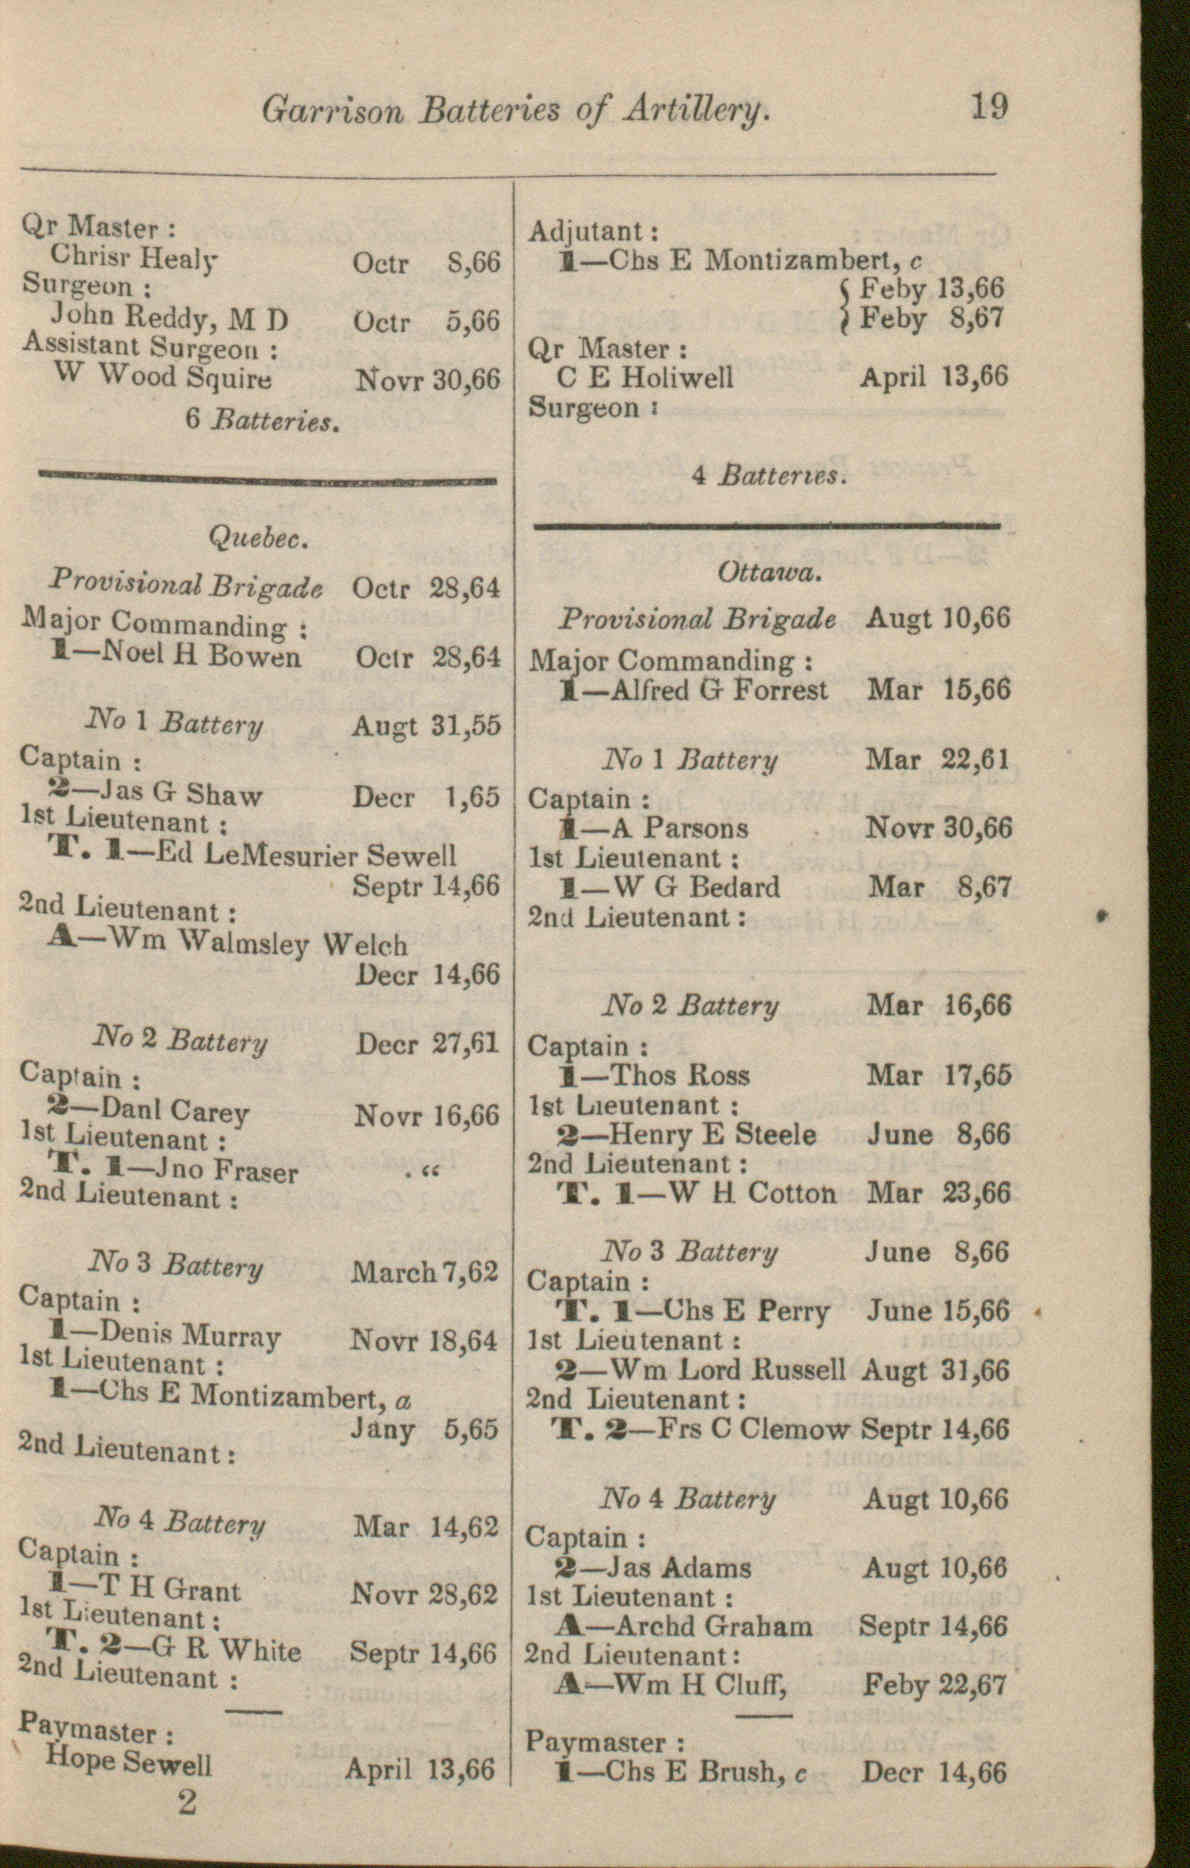 Garrison Batteries of Artillery. 19
Qr Master :
Chrisr Healy Octr 8,66
Surgeon :
John Reddy, M D Octr 5,66
Assistant Surgeon :
W Wood Squire Novr 30,66
6 Batteries.
Quebec.
Provisional Brigade Octr 28,64
Major Commanding :
1—Noel H Bowen Octr 28,64
No 1 Battery Augt 31,55
Captain :
2—Jas G Shaw Decr 1,65
1st Lieutenant :
T. 1—Ed LeMesurier Sewell
Septr 14,66
2nd Lieutenant :
A—Wm Walmsley Welch
Decr 14,66
No 2 Battery Decr 27,61
Captain :
2—Danl Carey Novr 16,66
1st Lieutenant :
T. 1—Jno Fraser “
2nd Lieutenant :
No 3 Battery March 7,62
Captain :
1—Denis Murray Novr 18,64
1st Lieutenant :
1—Chs E Montizambert, a
Jany 5,65
2nd Lieutenant :
No 4 Battery Mar 14,62
Captain :
1—T H Grant Novr 28,62
1st Lieutenant :
T. 2—G R White Septr 14,66
2nd Lieutenant :
Paymaster :
Hope Sewell April 13,66
2
Adjutant :
1—Chs E Montizambert, c
{ Feby 13,66
} Feby 8,67
Qr Master :
C E Holiwell April 13,66
Surgeon :
4 Batteries.
Ottawa.
Provisional Brigade Augt 10,66
Major Commanding :
1—Alfred G Forrest Mar 15,66
No 1 Battery Mar 22,61
Captain :
1—A Parsons Novr 30,66
1st Lieutenant :
1—W G Bedard Mar 8,67
2nd Lieutenant :
No 2 Battery Mar 16,66
Captain :
1—Thos Ross Mar 17,65
1st Lieutenant :
2—Henry E Steele June 8,66
2nd Lieutenant :
T. 1—W H Cotton Mar 23,66
No 3 Battery June 8,66
Captain :
T. 1—Chs E Perry June 15,66
1st Lieutenant :
2—Wm Lord Russell Augt 31,66
2nd Lieutenant :
T. 2—Frs C Clemow Septr 14,66
No 4 Battery Augt 10,66
Captain :
2—Jas Adams Augt 10,66
1st Lieutenant :
A—Archd Graham Septr 14,66
2nd Lieutenant :
A—Wm H Cluff, Feby 22,67
Paymaster :
1—Chs E Brush, c Decr 14,66